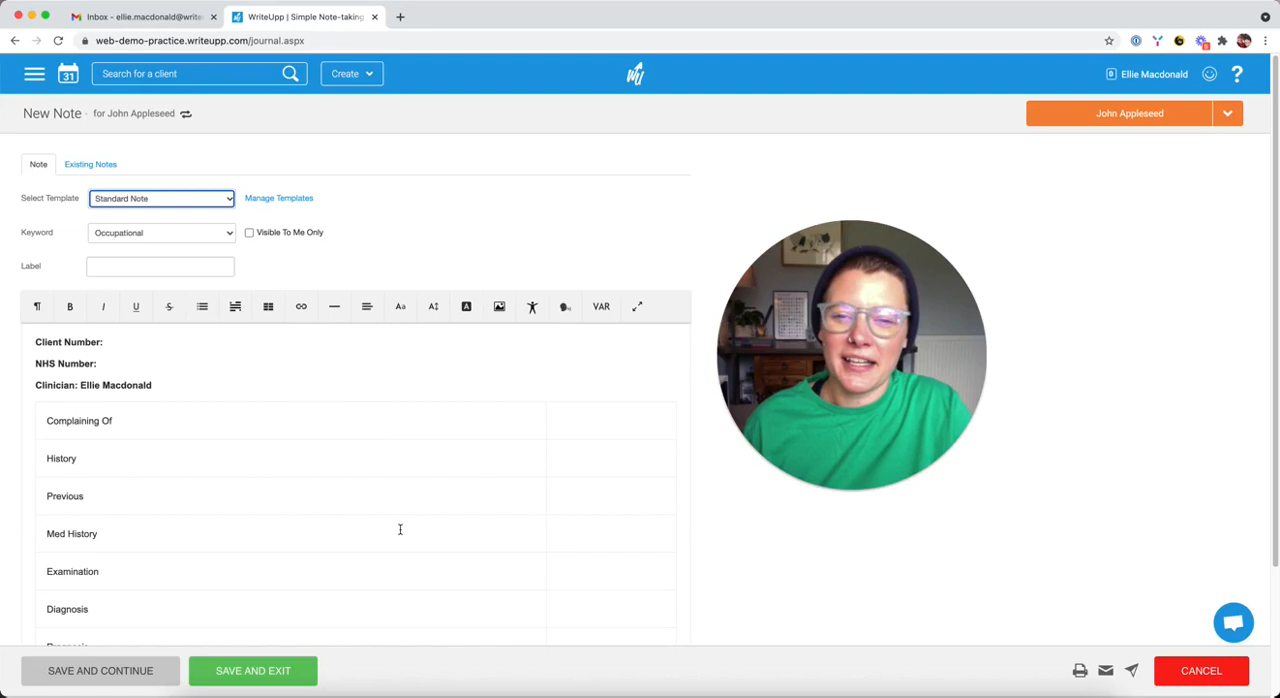 Inbox - ellie.macdonald@write
WriteUpp | Simple Note-taking
web-demo-practice.writeupp.com/journal.aspx
31
Search for a client
Create
0 Ellie Macdonald
?
New Note - for John Appleseed
John Appleseed
Note
Existing Notes
Select Template
Standard Note
Manage Templates
Keyword
Occupational
Visible To Me Only
Label
B I U S Aa A VAR
Client Number:
NHS Number:
Clinician: Ellie Macdonald
Complaining Of
History
Previous
Med History
Examination
Diagnosis
SAVE AND CONTINUE
SAVE AND EXIT
CANCEL